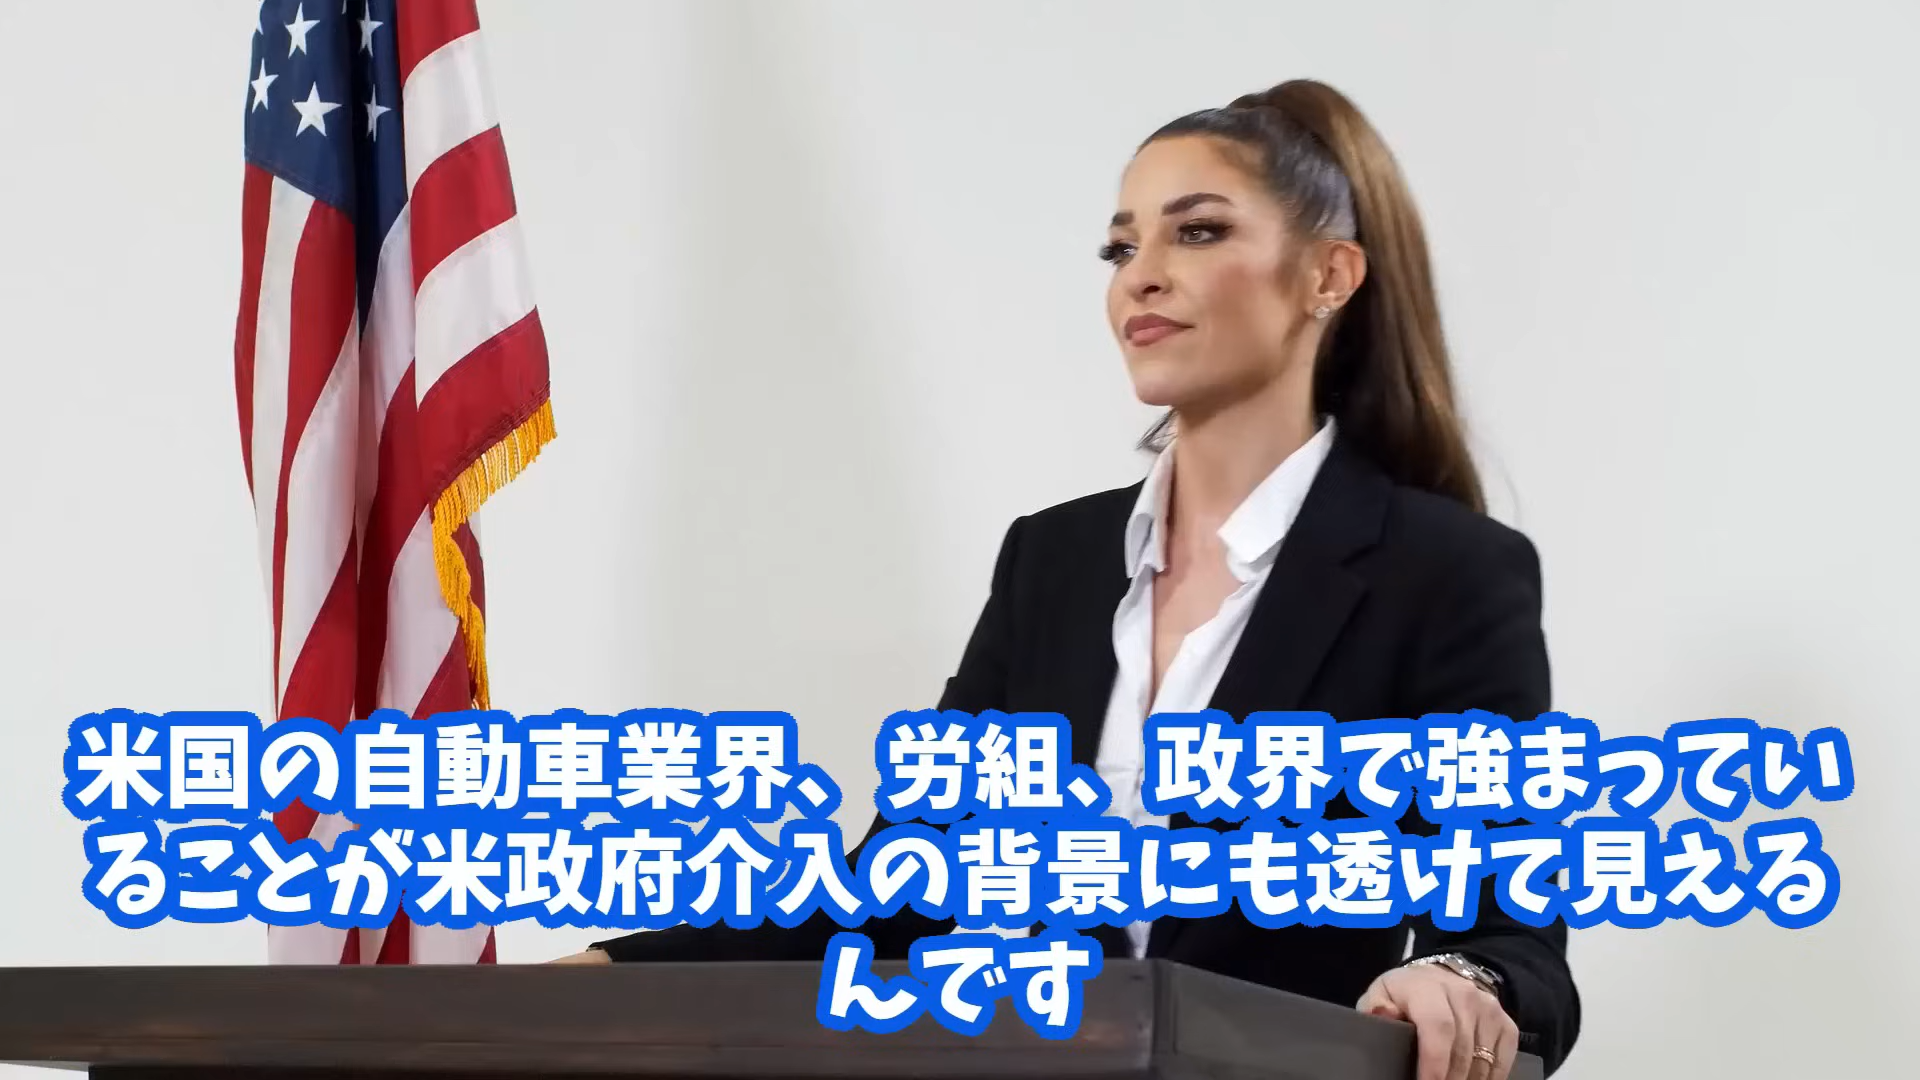 米国の自動車業界、労組、政界で強まってい
ることが米政府介入の背景にも透けて見える
んです